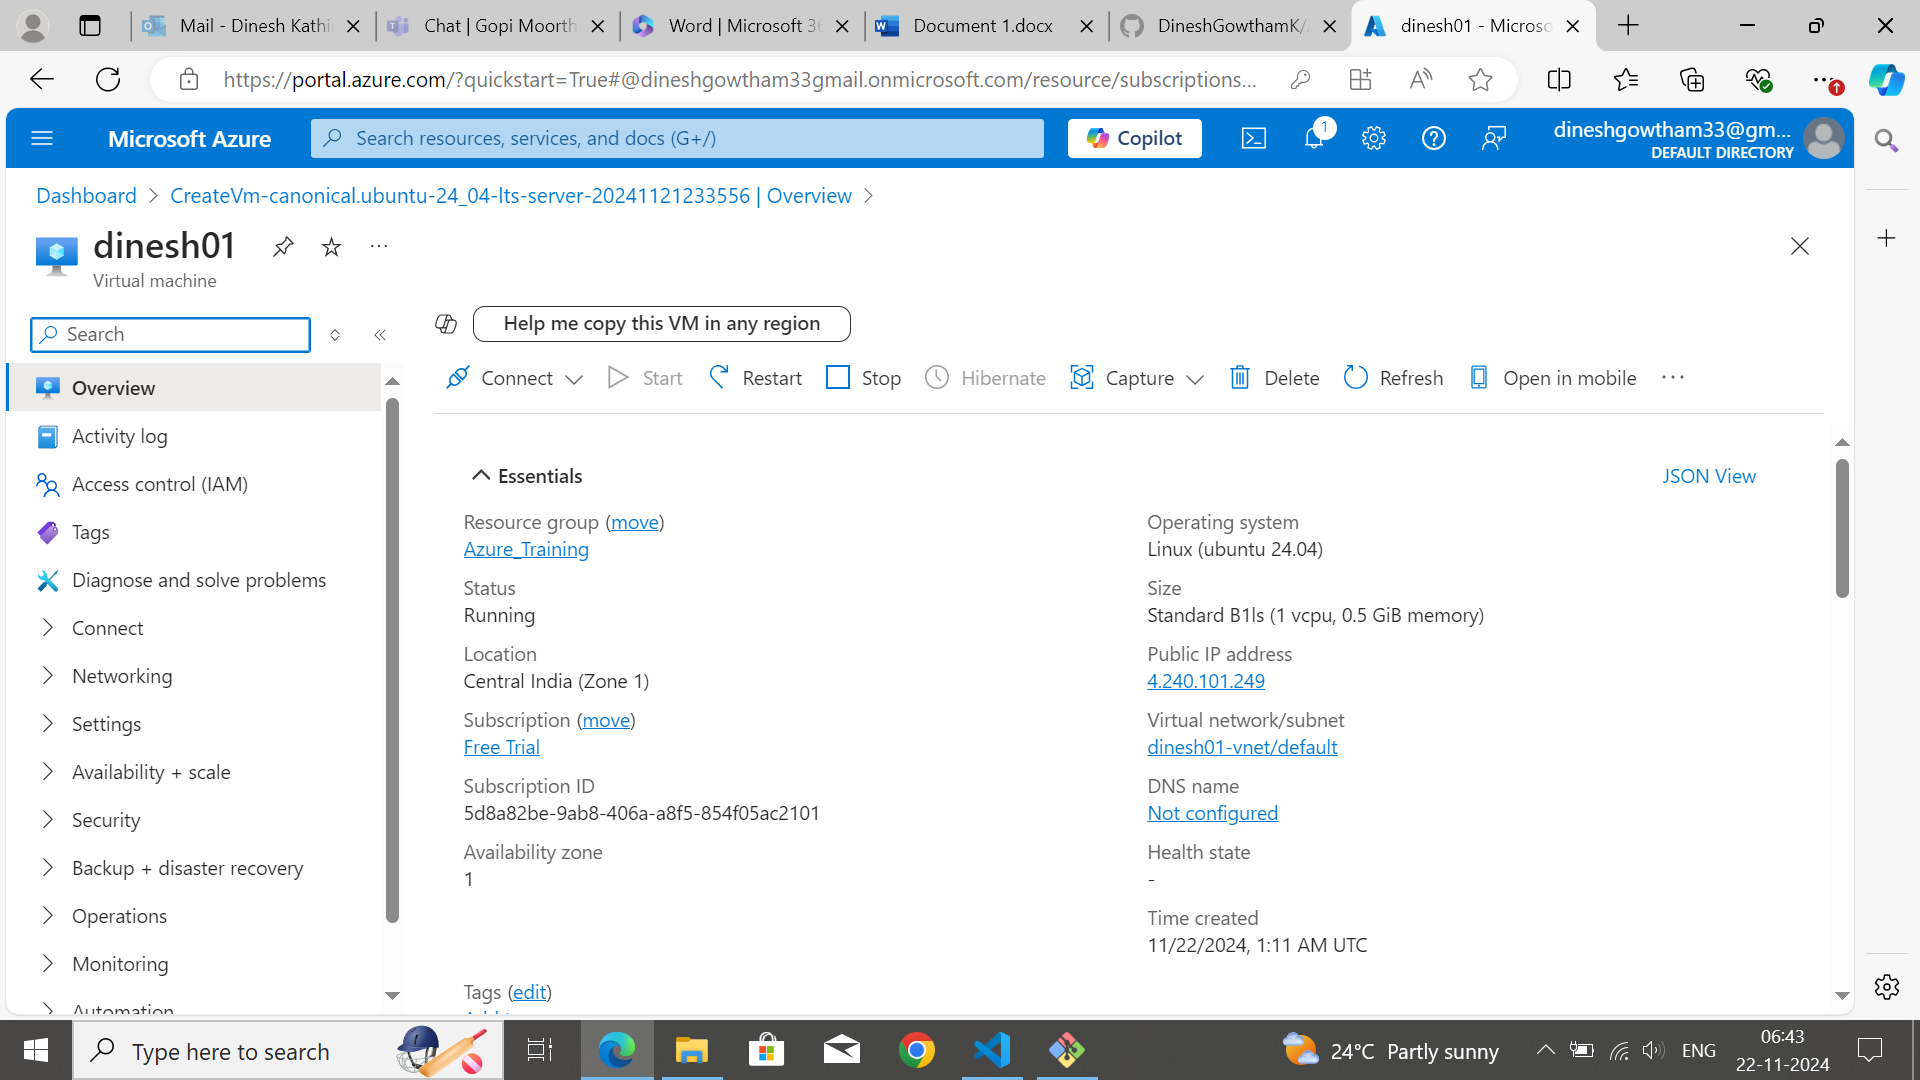 Mail - Dinesh Kathi
Chat | Gopi Moorth
Word | Microsoft 36
Document 1.docx
DineshGowthamK/
dinesh01 - Microso
https://portal.azure.com/?quickstart=True#@dineshgowtham33gmail.onmicrosoft.com/resource/subscriptions...
Microsoft Azure
Search resources, services, and docs (G+/)
Copilot
1
dineshgowtham33@gm...
DEFAULT DIRECTORY
Dashboard
CreateVm-canonical.ubuntu-24_04-lts-server-20241121233556 | Overview
dinesh01
Virtual machine
Search
Overview
Activity log
Access control (IAM)
Tags
Diagnose and solve problems
Connect
Networking
Settings
Availability + scale
Security
Backup + disaster recovery
Operations
Monitoring
Automation
Help me copy this VM in any region
Connect
Start
Restart
Stop
Hibernate
Capture
Delete
Refresh
Open in mobile
Essentials
JSON View
Resource group (move)
Azure_Training
Status
Running
Location
Central India (Zone 1)
Subscription (move)
Free Trial
Subscription ID
5d8a82be-9ab8-406a-a8f5-854f05ac2101
Availability zone
1
Operating system
Linux (ubuntu 24.04)
Size
Standard B1ls (1 vcpu, 0.5 GiB memory)
Public IP address
4.240.101.249
Virtual network/subnet
dinesh01-vnet/default
DNS name
Not configured
Health state
-
Time created
11/22/2024, 1:11 AM UTC
Tags (edit)
Type here to search
24°C Partly sunny
ENG
06:43
22-11-2024